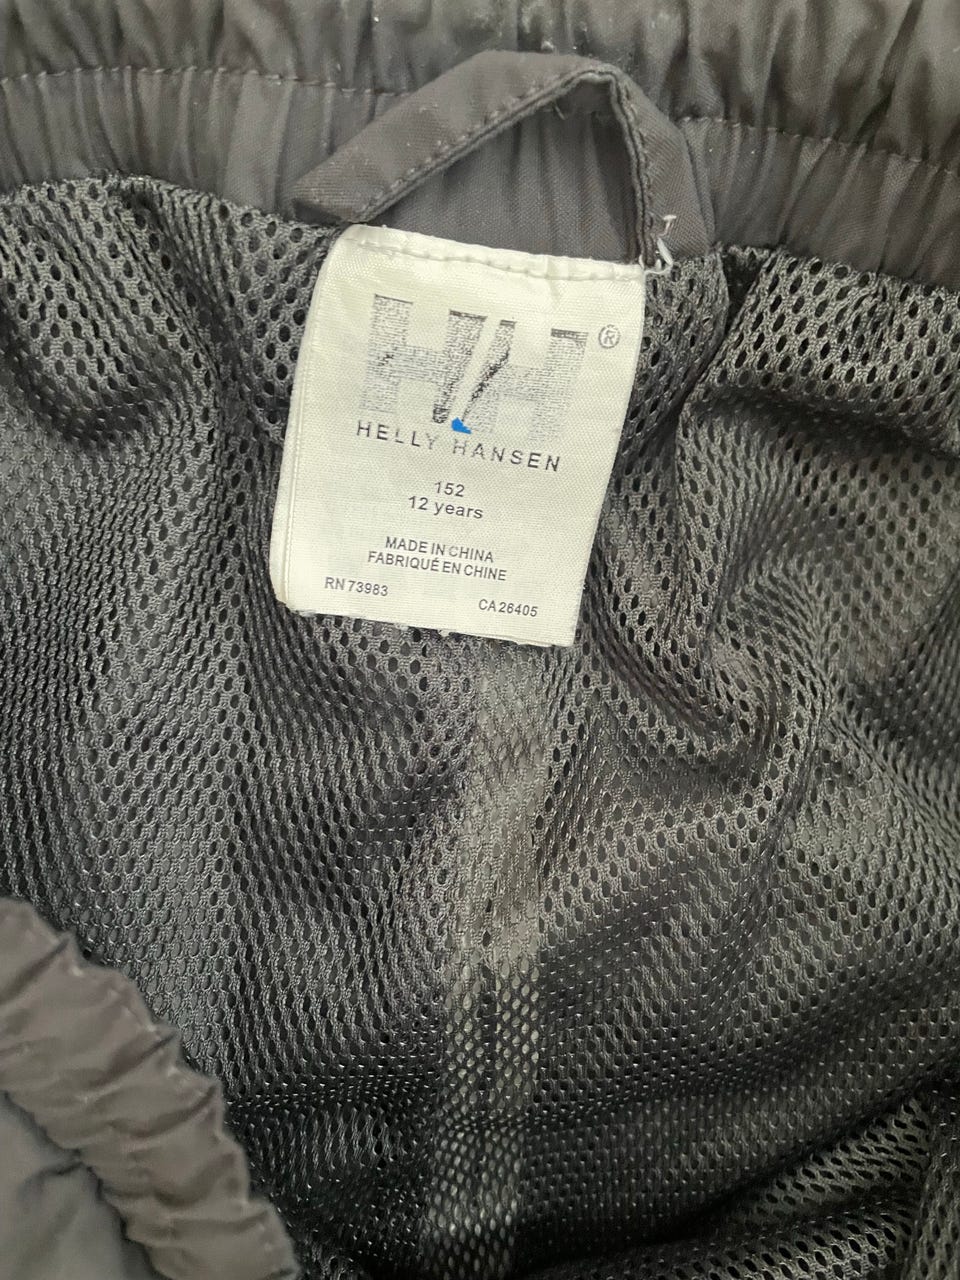 HH®
HELLY HANSEN
152
12 years
MADE IN CHINA
FABRIQUÉ EN CHINE
RN 73983
CA 26405